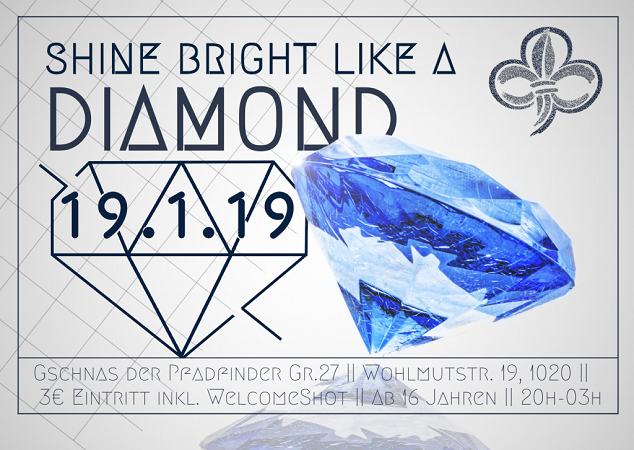 SHINE BRIGHT LIKE A
DIAMOND
19.1.19
GSCHNAS DER PFADFINDER GR.27 || WOHLMUTSTR. 19, 1020 ||
3€ EINTRITT INKL. WELCOMESHOT || AB 16 JAHREN || 20H-03H